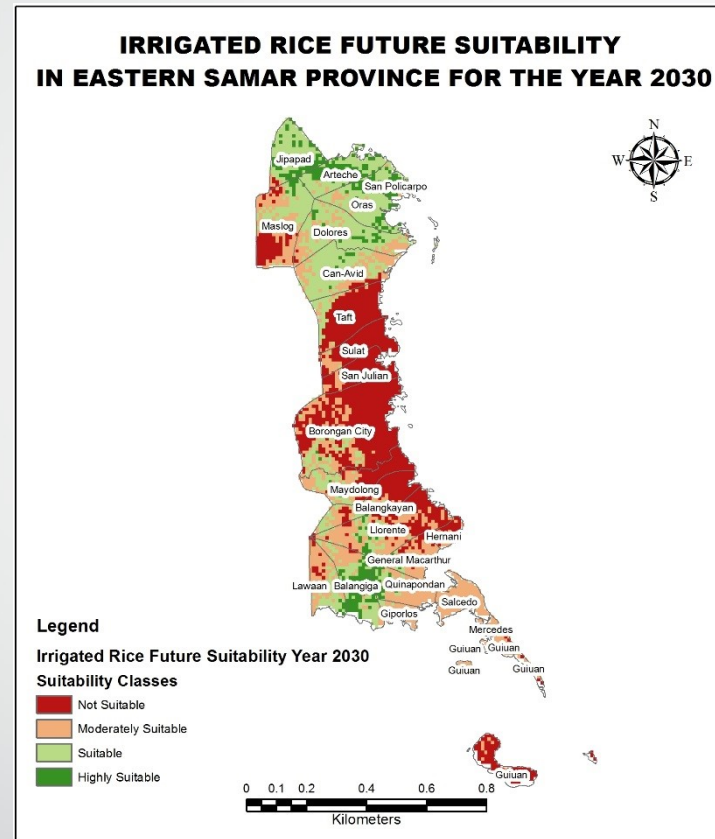 IRRIGATED RICE FUTURE SUITABILITY
IN EASTERN SAMAR PROVINCE FOR THE YEAR 2030
N
W E
S
Jipapad
Arteche
San Policarpo
Oras
Maslog
Dolores
Can-Avid
Taft
Sulat
San Julian
Borongan City
Maydolong
Balangkayan
Llorente
Hernani
General Macarthur
Lawaan
Balangiga
Quinapondan
Salcedo
Giporlos
Mercedes
Guiuan
Guiuan
Guiuan
Guiuan
Guiuan
Legend
Irrigated Rice Future Suitability Year 2030
Suitability Classes
Not Suitable
Moderately Suitable
Suitable
Highly Suitable
0 0.1 0.2 0.4 0.6 0.8
Kilometers